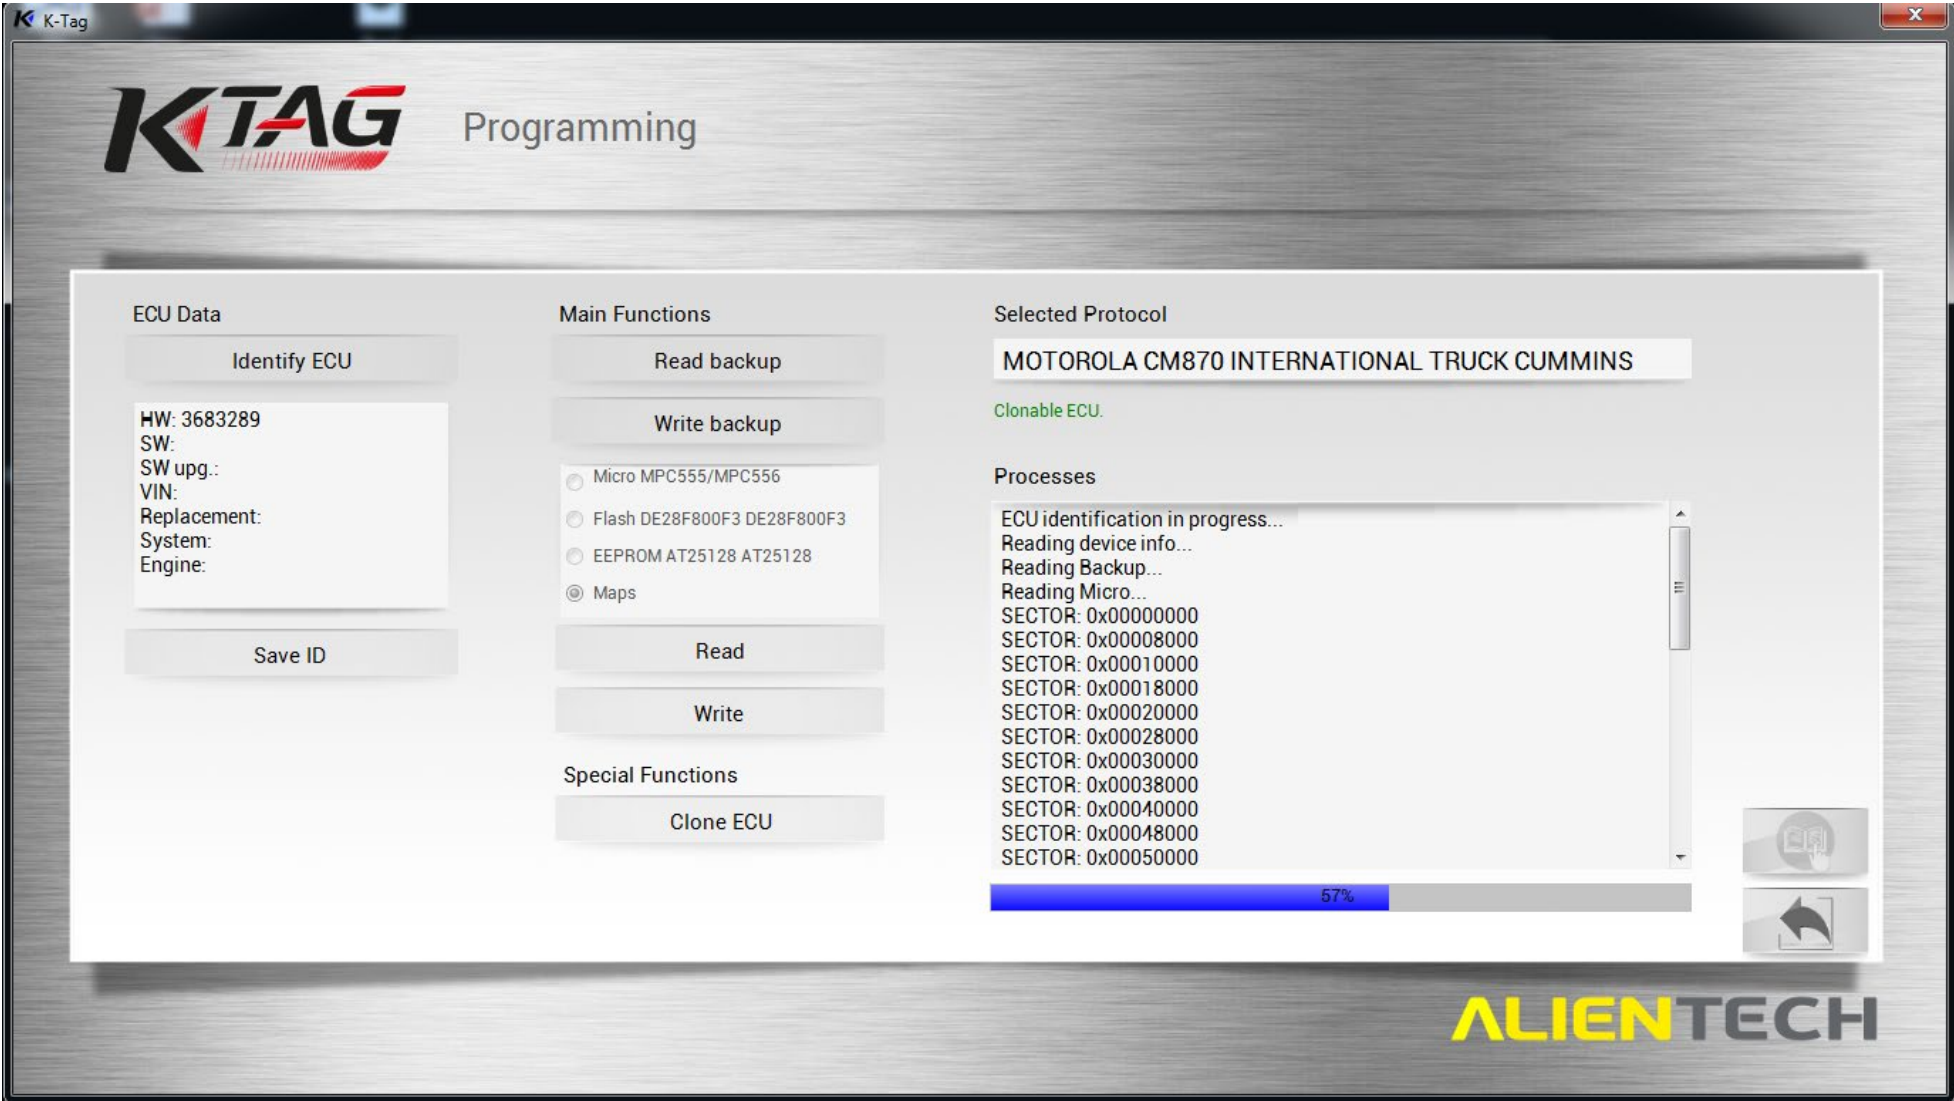 K-Tag
KTAG
Programming
ECU Data
Identify ECU
HW: 3683289
SW:
SW upg.:
VIN:
Replacement:
System:
Engine:
Save ID
Main Functions
Read backup
Write backup
Micro MPC555/MPC556
Flash DE28F800F3 DE28F800F3
EEPROM AT25128 AT25128
Maps
Read
Write
Special Functions
Clone ECU
Selected Protocol
MOTOROLA CM870 INTERNATIONAL TRUCK CUMMINS
Clonable ECU.
Processes
ECU identification in progress...
Reading device info...
Reading Backup...
Reading Micro...
SECTOR: 0x00000000
SECTOR: 0x00008000
SECTOR: 0x00010000
SECTOR: 0x00018000
SECTOR: 0x00020000
SECTOR: 0x00028000
SECTOR: 0x00030000
SECTOR: 0x00038000
SECTOR: 0x00040000
SECTOR: 0x00048000
SECTOR: 0x00050000
57%
ALIENTECH